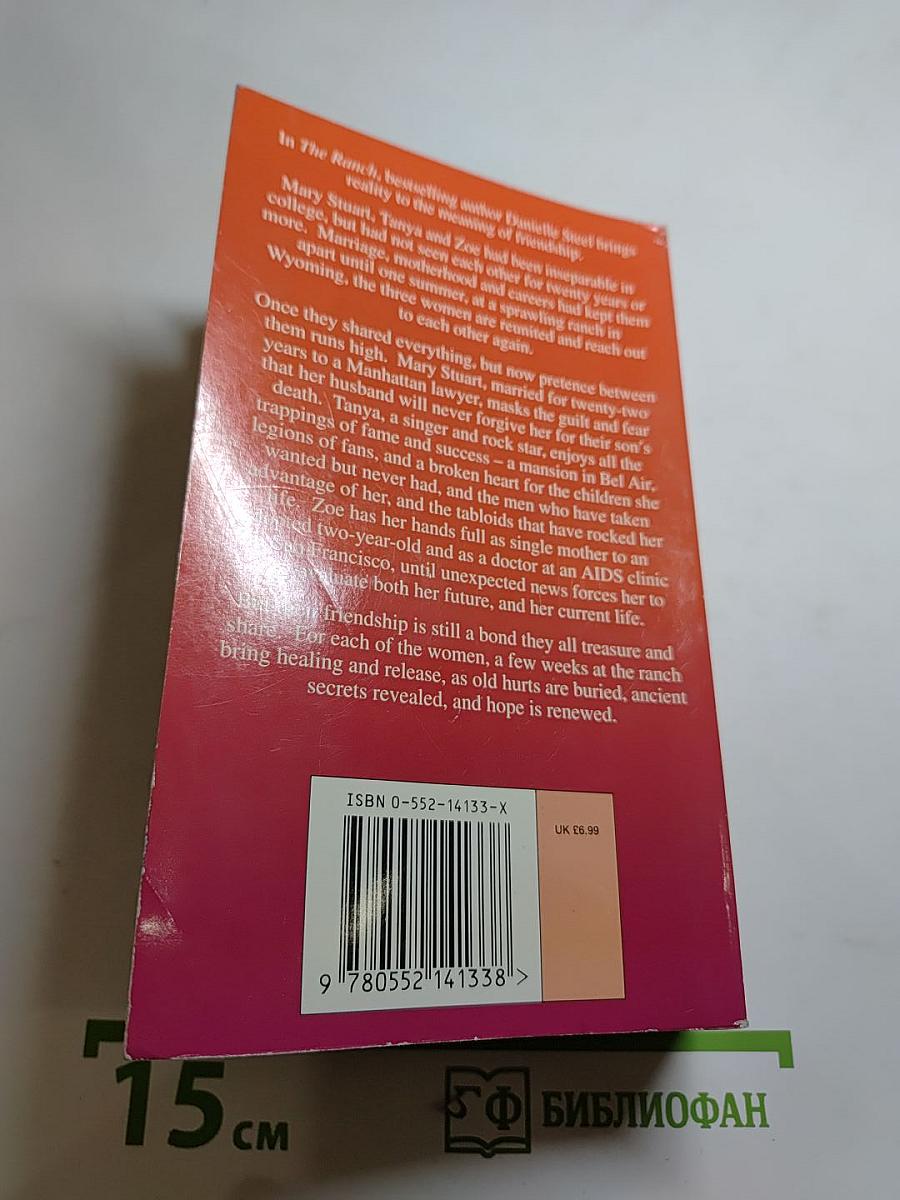 In The Ranch, bestselling author Danielle Steel brings
reality to the meaning of friendship.
Mary Stuart, Tanya and Zoe had been inseparable in
college, but had not seen each other for twenty years or
more. Marriage, motherhood and careers had kept them
apart until one summer, at a sprawling ranch in
Wyoming, the three women are reunited and reach out
to each other again.
Once they shared everything, but now pretence between
them runs high. Mary Stuart, married for twenty-two
years to a Manhattan lawyer, masks the guilt and fear
that her husband will never forgive her for their son's
death. Tanya, a singer and rock star, enjoys all the
trappings of fame and success – a mansion in Bel Air,
legions of fans, and a broken heart for the children she
wanted but never had, and the men who have taken
advantage of her, and the tabloids that have rocked her
life. Zoe has her hands full as single mother to an
two-year-old and as a doctor at an AIDS clinic
San Francisco, until unexpected news forces her to
both her future, and her current life.
But their friendship is still a bond they all treasure and
share. For each of the women, a few weeks at the ranch
bring healing and release, as old hurts are buried, ancient
secrets revealed, and hope is renewed.
ISBN 0-552-14133-X
UK £6.99
9 780552 141338 >
15 см
БФ БИБЛИОФАН